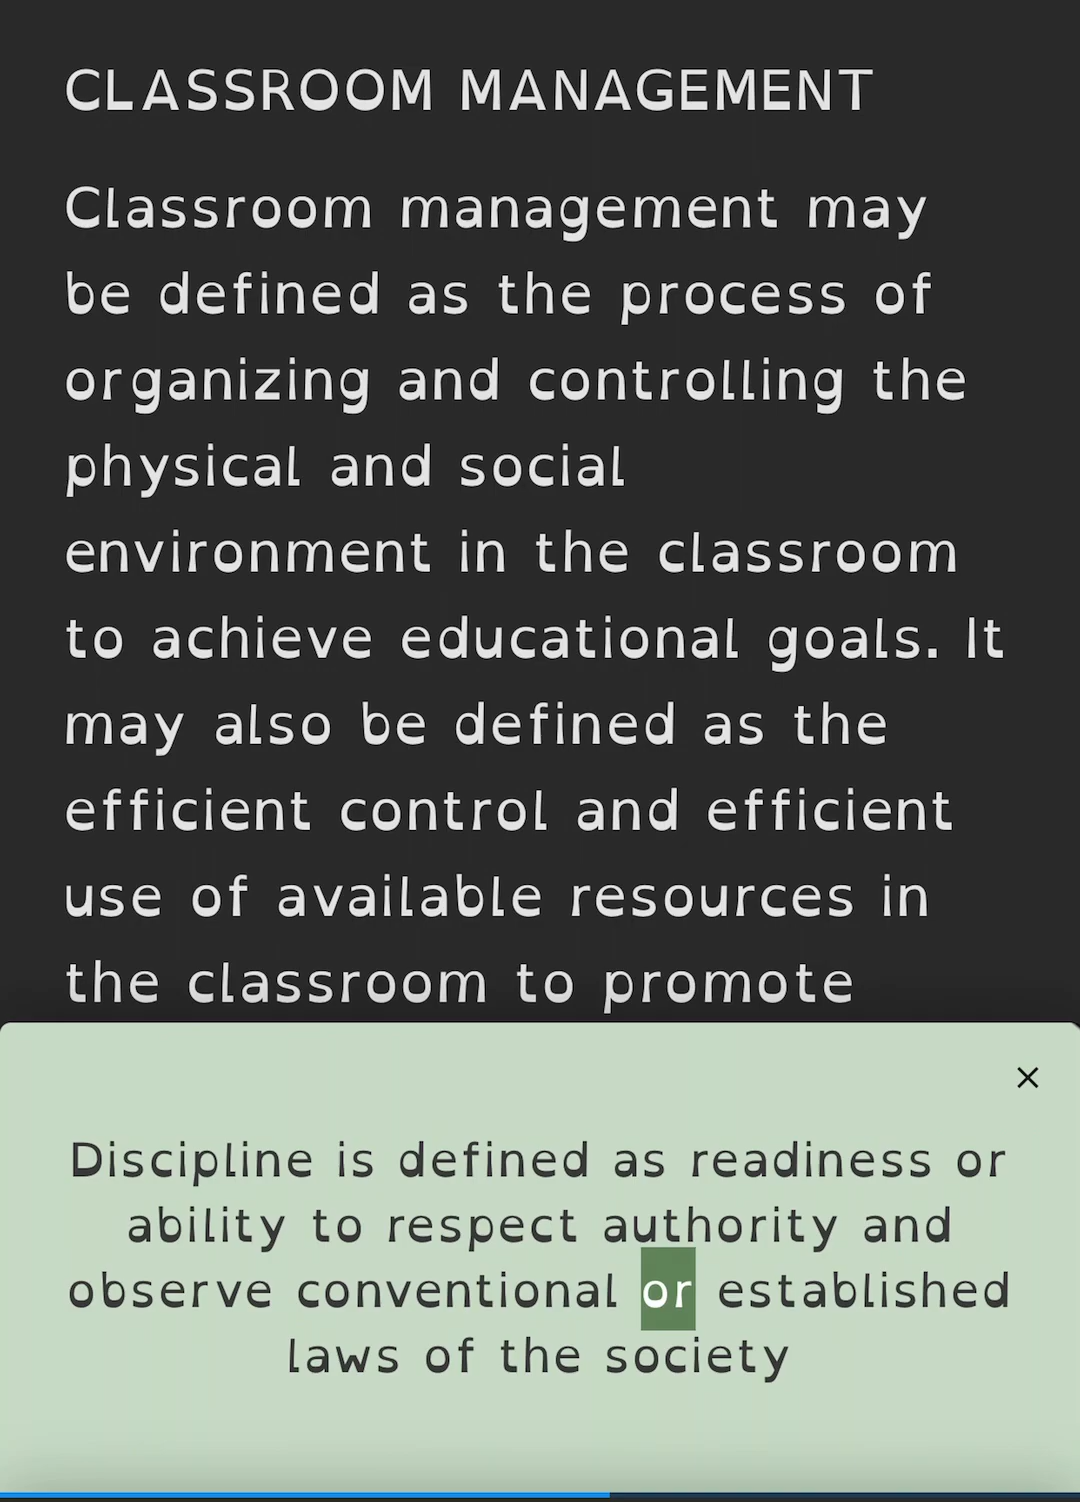 CLASSROOM MANAGEMENT
Classroom management may
be defined as the process of
organizing and controlling the
physical and social
environment in the classroom
to achieve educational goals. It
may also be defined as the
efficient control and efficient
use of available resources in
the classroom to promote
Discipline is defined as readiness or
ability to respect authority and
observe conventional or established
laws of the society